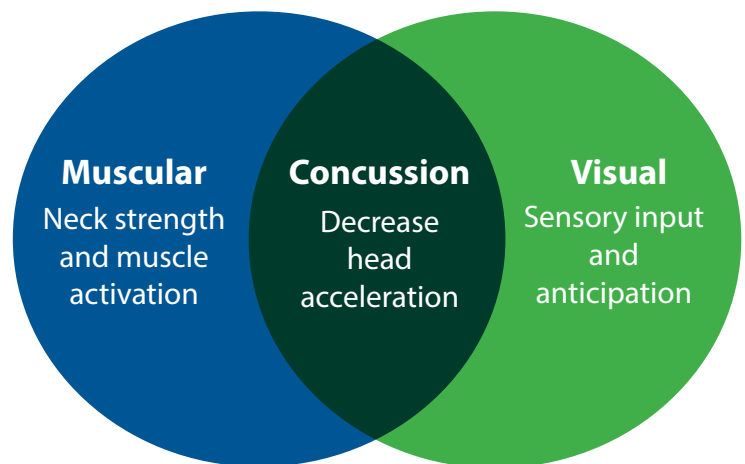 Muscular
Neck strength
and muscle
activation
Concussion
Decrease
head
acceleration
Visual
Sensory input
and
anticipation